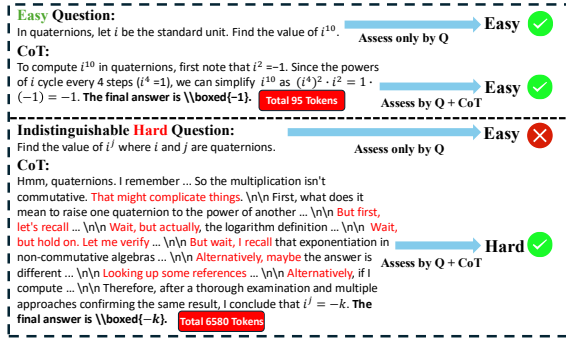 Easy Question:
In quaternions, let i be the standard unit. Find the value of i^10.
Assess only by Q
Easy
CoT:
To compute i^10 in quaternions, first note that i^2 =−1. Since the powers
of i cycle every 4 steps (i^4 =1), we can simplify i^10 as (i^4)^2 · i^2 = 1 ·
(−1) = −1. The final answer is \\boxed{−1}.
Total 95 Tokens
Assess by Q + CoT
Easy
Indistinguishable Hard Question:
Find the value of i^j where i and j are quaternions.
Assess only by Q
Easy
CoT:
Hmm, quaternions. I remember ... So the multiplication isn't
commutative. That might complicate things. \n\n First, what does it
mean to raise one quaternion to the power of another ... \n\n But first,
let's recall ... \n\n Wait, but actually, the logarithm definition ... \n\n Wait,
but hold on. Let me verify ... \n\n But wait, I recall that exponentiation in
non-commutative algebras ... \n\n Alternatively, maybe the answer is
different ... \n\n Looking up some references ... \n\n Alternatively, if I
compute ... \n\n Therefore, after a thorough examination and multiple
approaches confirming the same result, I conclude that i^j = −k. The
final answer is \\boxed{−k}.
Total 6580 Tokens
Assess by Q + CoT
Hard